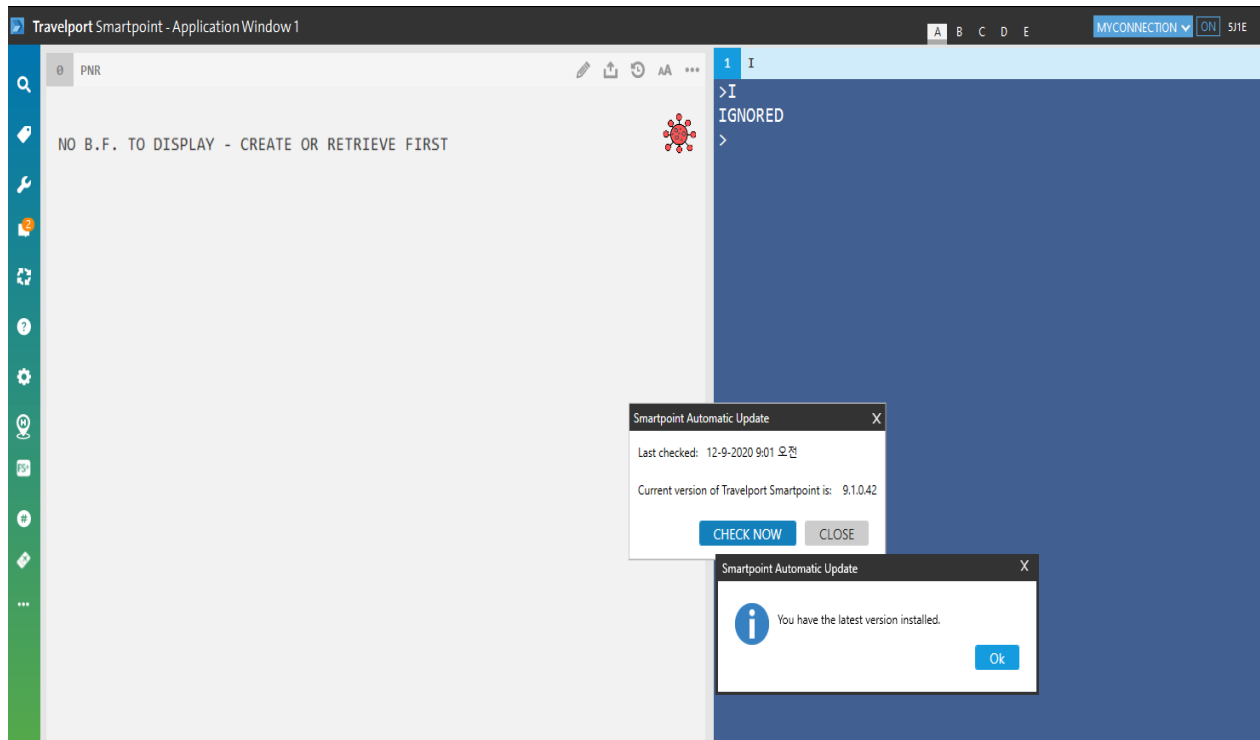 Travelport Smartpoint - Application Window 1
A B C D E
MYCONNECTION ON 5J1E
0 PNR
AA
1 I
>I
IGNORED
>
NO B.F. TO DISPLAY - CREATE OR RETRIEVE FIRST
2
?
H
FS+
#
Smartpoint Automatic Update X
Last checked: 12-9-2020 9:01 오전
Current version of Travelport Smartpoint is: 9.1.0.42
CHECK NOW CLOSE
Smartpoint Automatic Update X
i
You have the latest version installed.
Ok